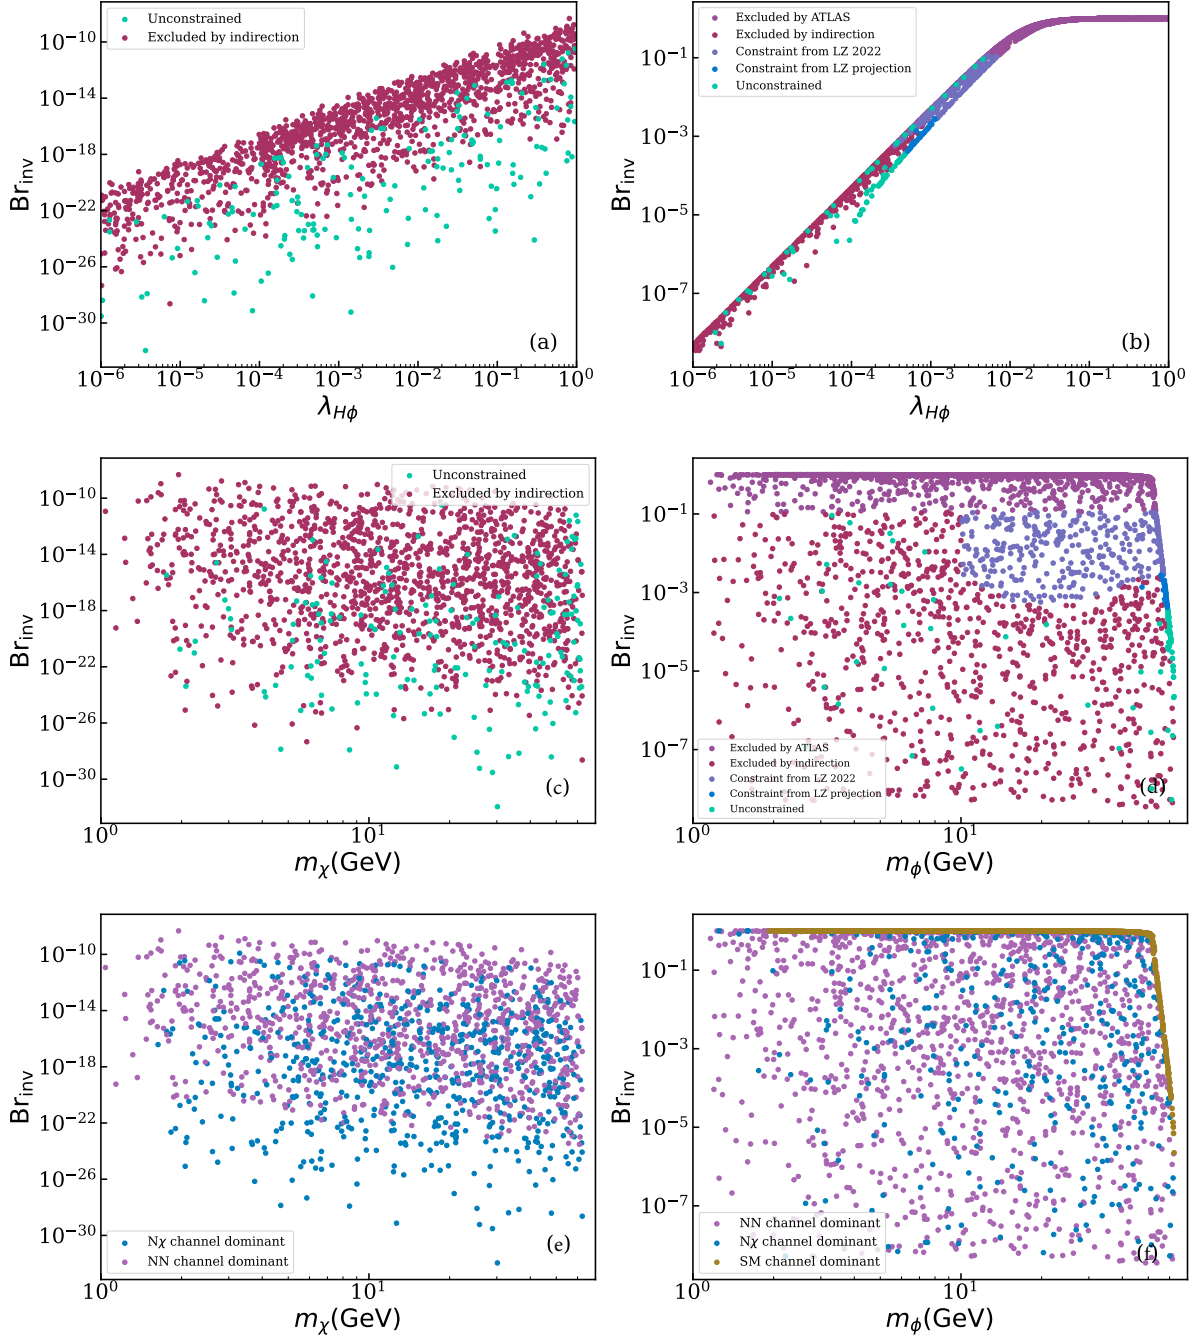 Br_inv
10^−10
10^−14
10^−18
10^−22
10^−26
10^−30
Unconstrained
Excluded by indirection
(a)
10^−6 10^−5 10^−4 10^−3 10^−2 10^−1 10^0
λ_Hϕ
Br_inv
10^−1
10^−3
10^−5
10^−7
Excluded by ATLAS
Excluded by indirection
Constraint from LZ 2022
Constraint from LZ projection
Unconstrained
(b)
10^−6 10^−5 10^−4 10^−3 10^−2 10^−1 10^0
λ_Hϕ
Br_inv
10^−10
10^−14
10^−18
10^−22
10^−26
10^−30
Unconstrained
Excluded by indirection
(c)
10^0 10^1
m_χ(GeV)
Br_inv
10^−1
10^−3
10^−5
10^−7
Excluded by ATLAS
Excluded by indirection
Constraint from LZ 2022
Constraint from LZ projection
Unconstrained
(d)
10^0 10^1
m_ϕ(GeV)
Br_inv
10^−10
10^−14
10^−18
10^−22
10^−26
10^−30
Nχ channel dominant
NN channel dominant
(e)
10^0 10^1
m_χ(GeV)
Br_inv
10^−1
10^−3
10^−5
10^−7
NN channel dominant
Nχ channel dominant
SM channel dominant
(f)
10^0 10^1
m_ϕ(GeV)